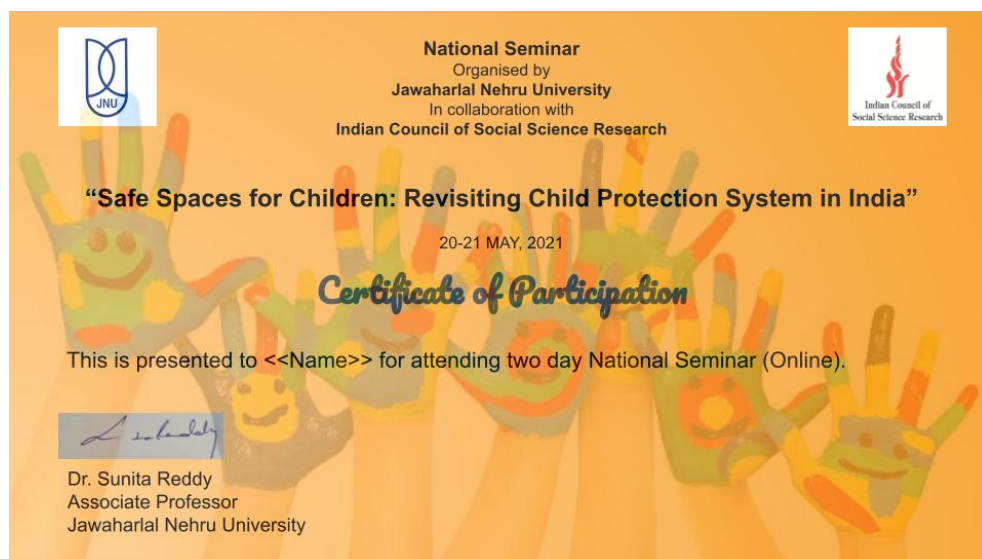 JNU
National Seminar
Organised by
Jawaharlal Nehru University
In collaboration with
Indian Council of Social Science Research
Indian Council of
Social Science Research
“Safe Spaces for Children: Revisiting Child Protection System in India”
20-21 MAY, 2021
Certificate of Participation
This is presented to <<Name>> for attending two day National Seminar (Online).
Dr. Sunita Reddy
Associate Professor
Jawaharlal Nehru University